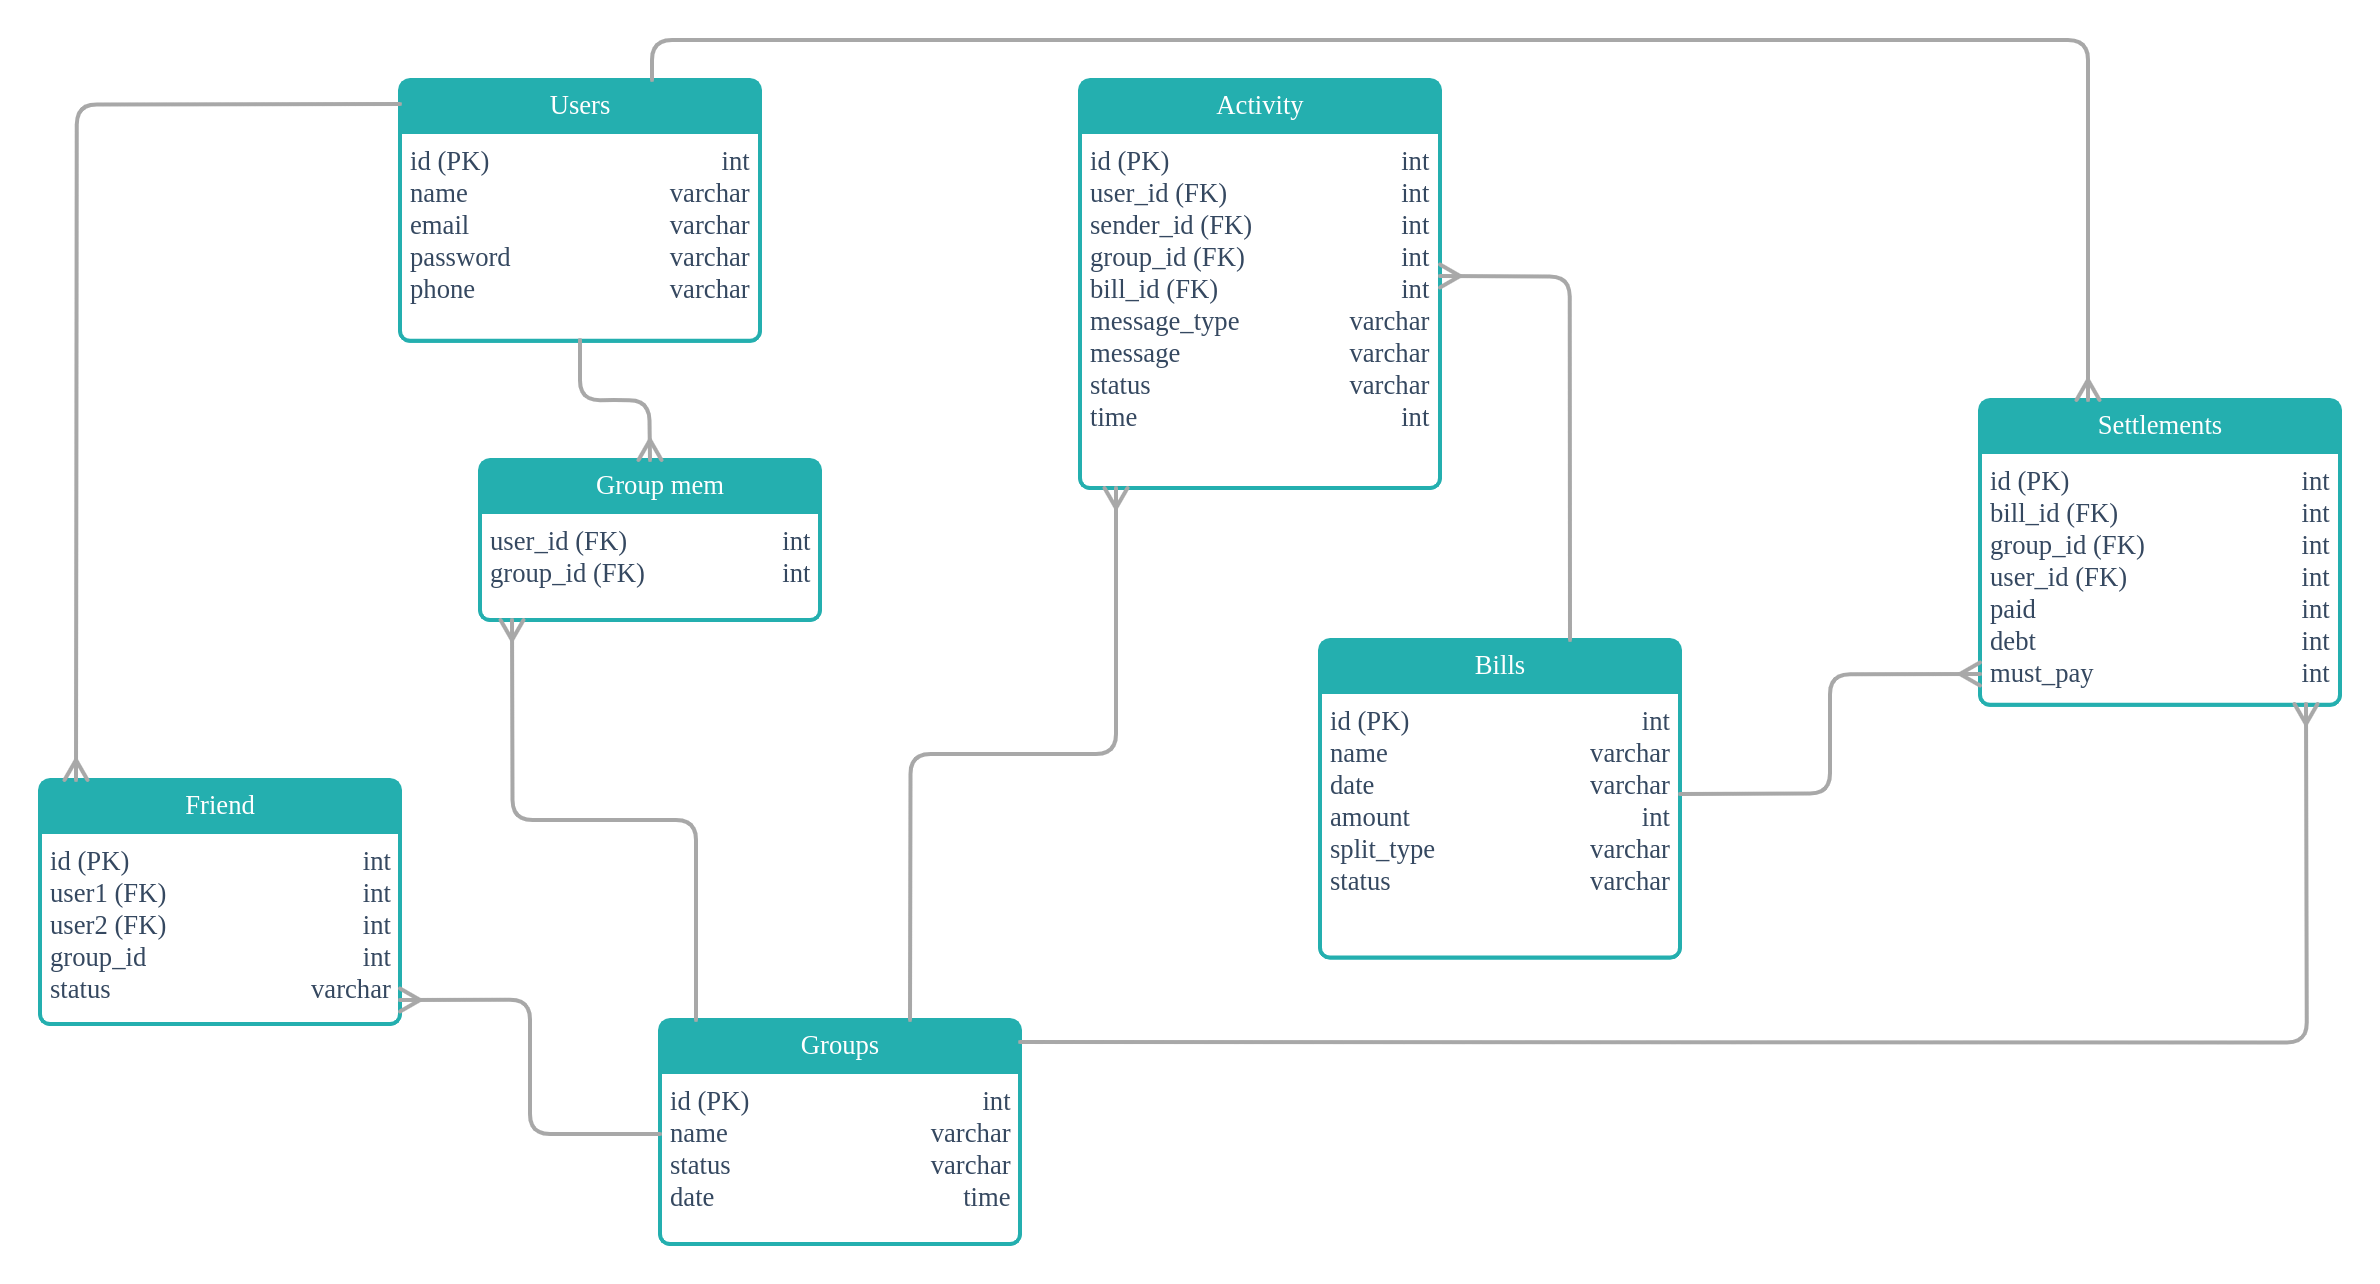 Users
id (PK) int
name varchar
email varchar
password varchar
phone varchar
Activity
id (PK) int
user_id (FK) int
sender_id (FK) int
group_id (FK) int
bill_id (FK) int
message_type varchar
message varchar
status varchar
time int
Settlements
id (PK) int
bill_id (FK) int
group_id (FK) int
user_id (FK) int
paid int
debt int
must_pay int
Group mem
user_id (FK) int
group_id (FK) int
Bills
id (PK) int
name varchar
date varchar
amount int
split_type varchar
status varchar
Friend
id (PK) int
user1 (FK) int
user2 (FK) int
group_id int
status varchar
Groups
id (PK) int
name varchar
status varchar
date time